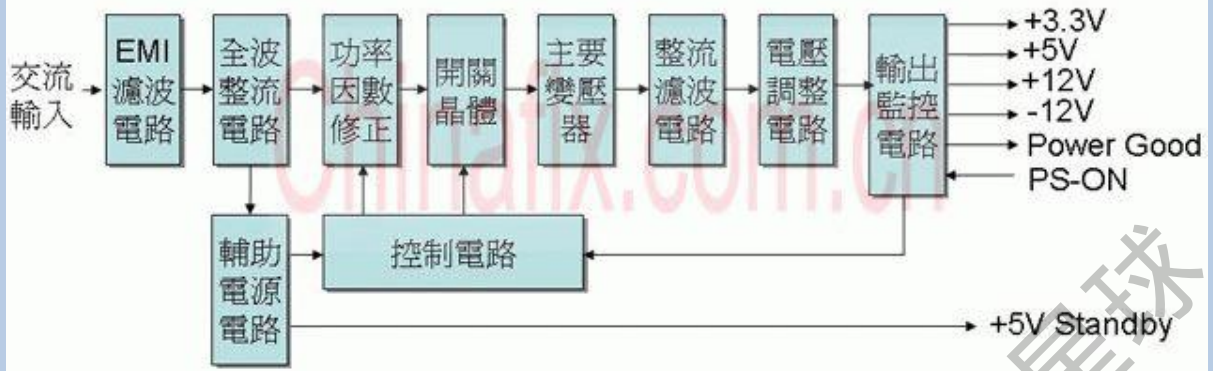 交流
輸入
EMI
濾波
電路
全波
整流
電路
功率
因數
修正
開關
晶體
主要
變壓
器
整流
濾波
電路
電壓
調整
電路
輸出
監控
電路
+3.3V
+5V
+12V
-12V
Power Good
PS-ON
輔助
電源
電路
控制電路
+5V Standby
Chinafix.com.cn
星球